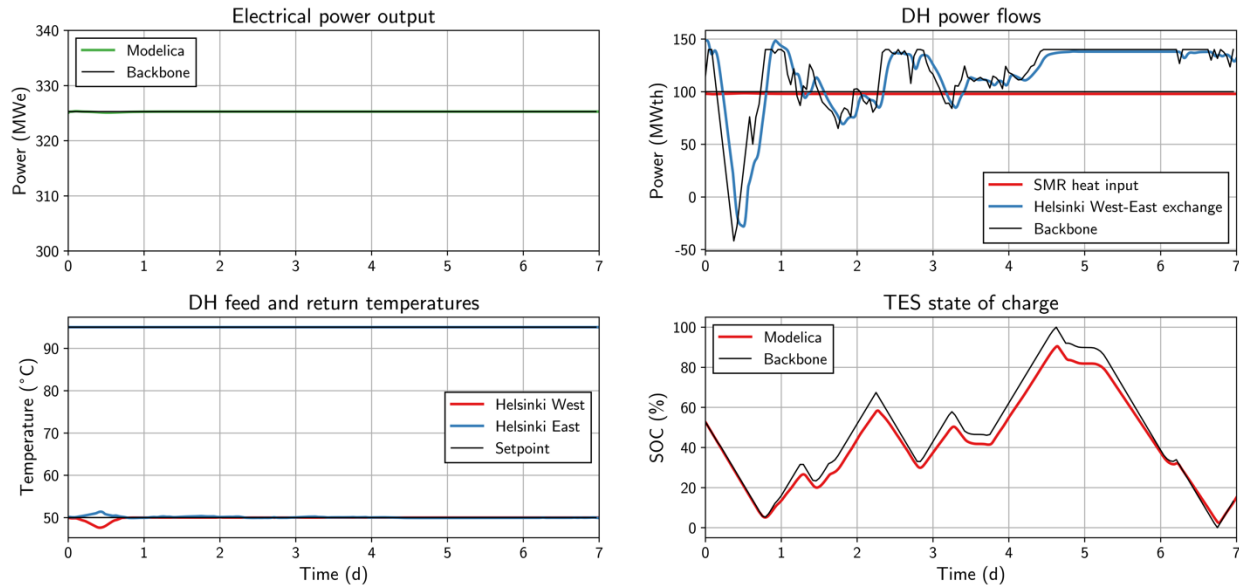 Electrical power output
340
330
320
310
300
Power (MWe)
Modelica
Backbone
0 1 2 3 4 5 6 7
DH power flows
150
100
50
0
-50
Power (MWth)
SMR heat input
Helsinki West-East exchange
Backbone
0 1 2 3 4 5 6 7
DH feed and return temperatures
90
80
70
60
50
Temperature (°C)
Helsinki West
Helsinki East
Setpoint
0 1 2 3 4 5 6 7
Time (d)
TES state of charge
100
80
60
40
20
0
SOC (%)
Modelica
Backbone
0 1 2 3 4 5 6 7
Time (d)